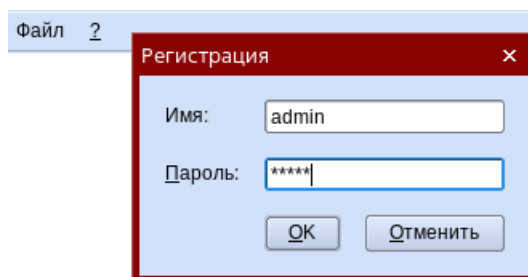 Файл ?
Регистрация ×
Имя: admin
Пароль: *****
OK Отменить